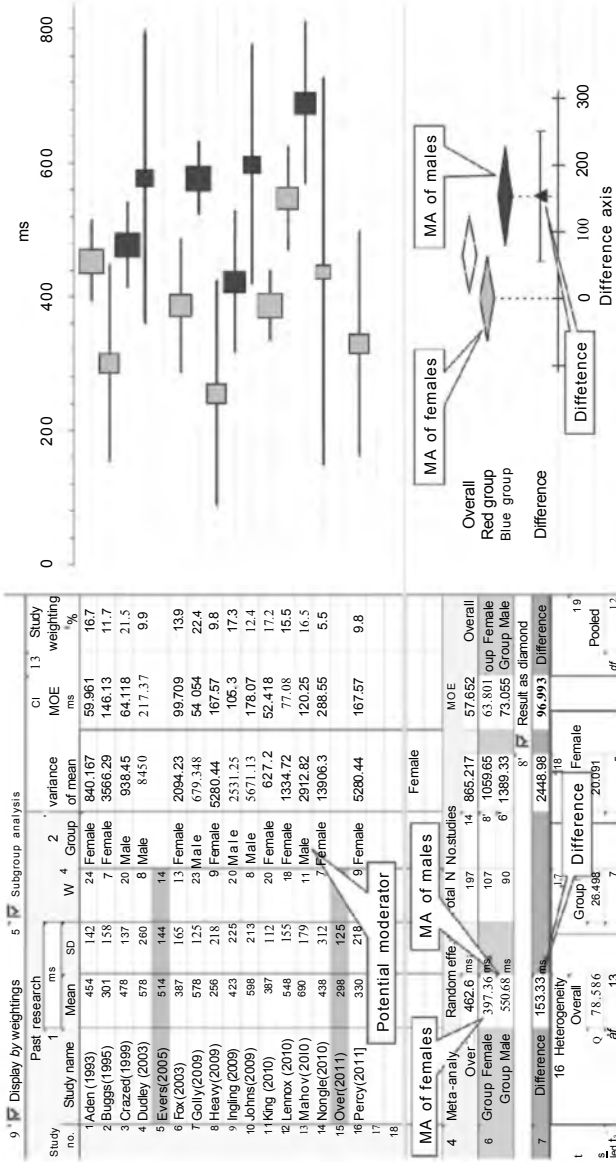 9 Display by weightings 5 Subgroup analysis
Past research CI 13 Study
Study 1 ms 2 variance MOE weighting
no. Study name Mean SD W 4 Group of mean ms %
1 Aden (1993) 454 142 24 Female 840.167 59.961 16.7
2 Buggs(1995) 301 158 7 Female 3566.29 146.13 11.7
3 Crazet(1999) 478 137 20 Male 938.45 64.118 21.5
4 Dudley (2003) 578 260 8 Male 8450 217.37 9.9
5 Evers(2005) 514 144 14
6 Fox(2003) 387 165 13 Female 2094.23 99.709 13.9
7 Golly(2009) 578 125 23 Male 679.348 54 054 22.4
8 Heavy(2009) 256 218 9 Female 5280.44 167.57 9.8
9 Ingling (2009) 423 225 20 Male 2531.25 105.3 17.3
10 Johns(2009) 598 213 8 Male 5671.13 178.07 12.4
11 King (2010) 387 112 20 Female 627.2 52.418 17.2
12 Lennox (2010) 548 155 18 Female 1334.72 77.08 15.5
13 Mahov(2010) 690 179 11 Male 2912.82 120.25 16.5
14 Nongle(2010) 438 312 7 Female 13906.3 288.55 5.5
15 Over(2011) 298 125
16 Percy(2011] 330 218 9 Female 5280.44 167.57 9.8
17
18
Potential moderator
Female
MA of females
MA of males
4 Meta-analy Random effe otal N No.studies MOE
Over 462.6 ms 197 14 865.217 57.652 Overall
6 Group Female 397.36 ms 107 8' 1059.65 63.801 oup Female
Group Male 550.68 ms 90 6' 1389.33 73.055 Group Male
8' Result as diamond
7 Difference 153.33 ms 2448.98 96.993 Difference
Difference
16 Heterogeneity 17 18 19
Overall Group Female Pooled
Q 78.586 26.498 20.091
df 13 7 df 12
ms
0 200 400 600 800
MA of females
MA of males
Overall
Red group
Blue group
Difference
0 100 200 300
Difference axis
Diffetence